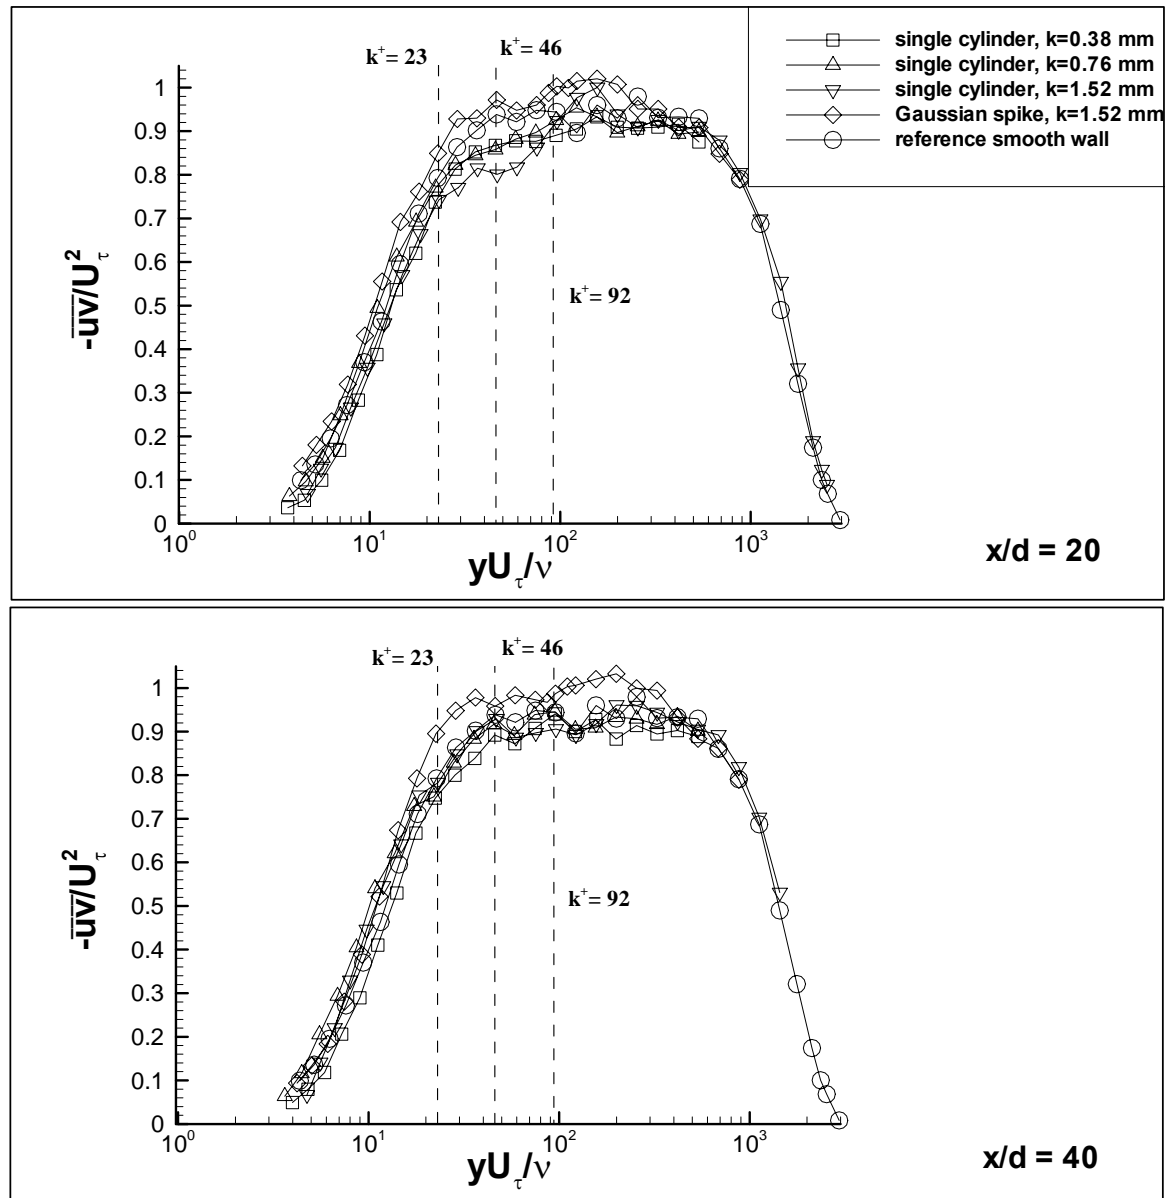 k⁺= 23
k⁺= 46
single cylinder, k=0.38 mm
single cylinder, k=0.76 mm
single cylinder, k=1.52 mm
Gaussian spike, k=1.52 mm
reference smooth wall
1
0.9
0.8
0.7
0.6
0.5
0.4
0.3
0.2
0.1
0
-u̅v̅/U²τ
k⁺= 92
10⁰
10¹
10²
10³
yUτ/ν
x/d = 20
k⁺= 23
k⁺= 46
1
0.9
0.8
0.7
0.6
0.5
0.4
0.3
0.2
0.1
0
-u̅v̅/U²τ
k⁺= 92
10⁰
10¹
10²
10³
yUτ/ν
x/d = 40